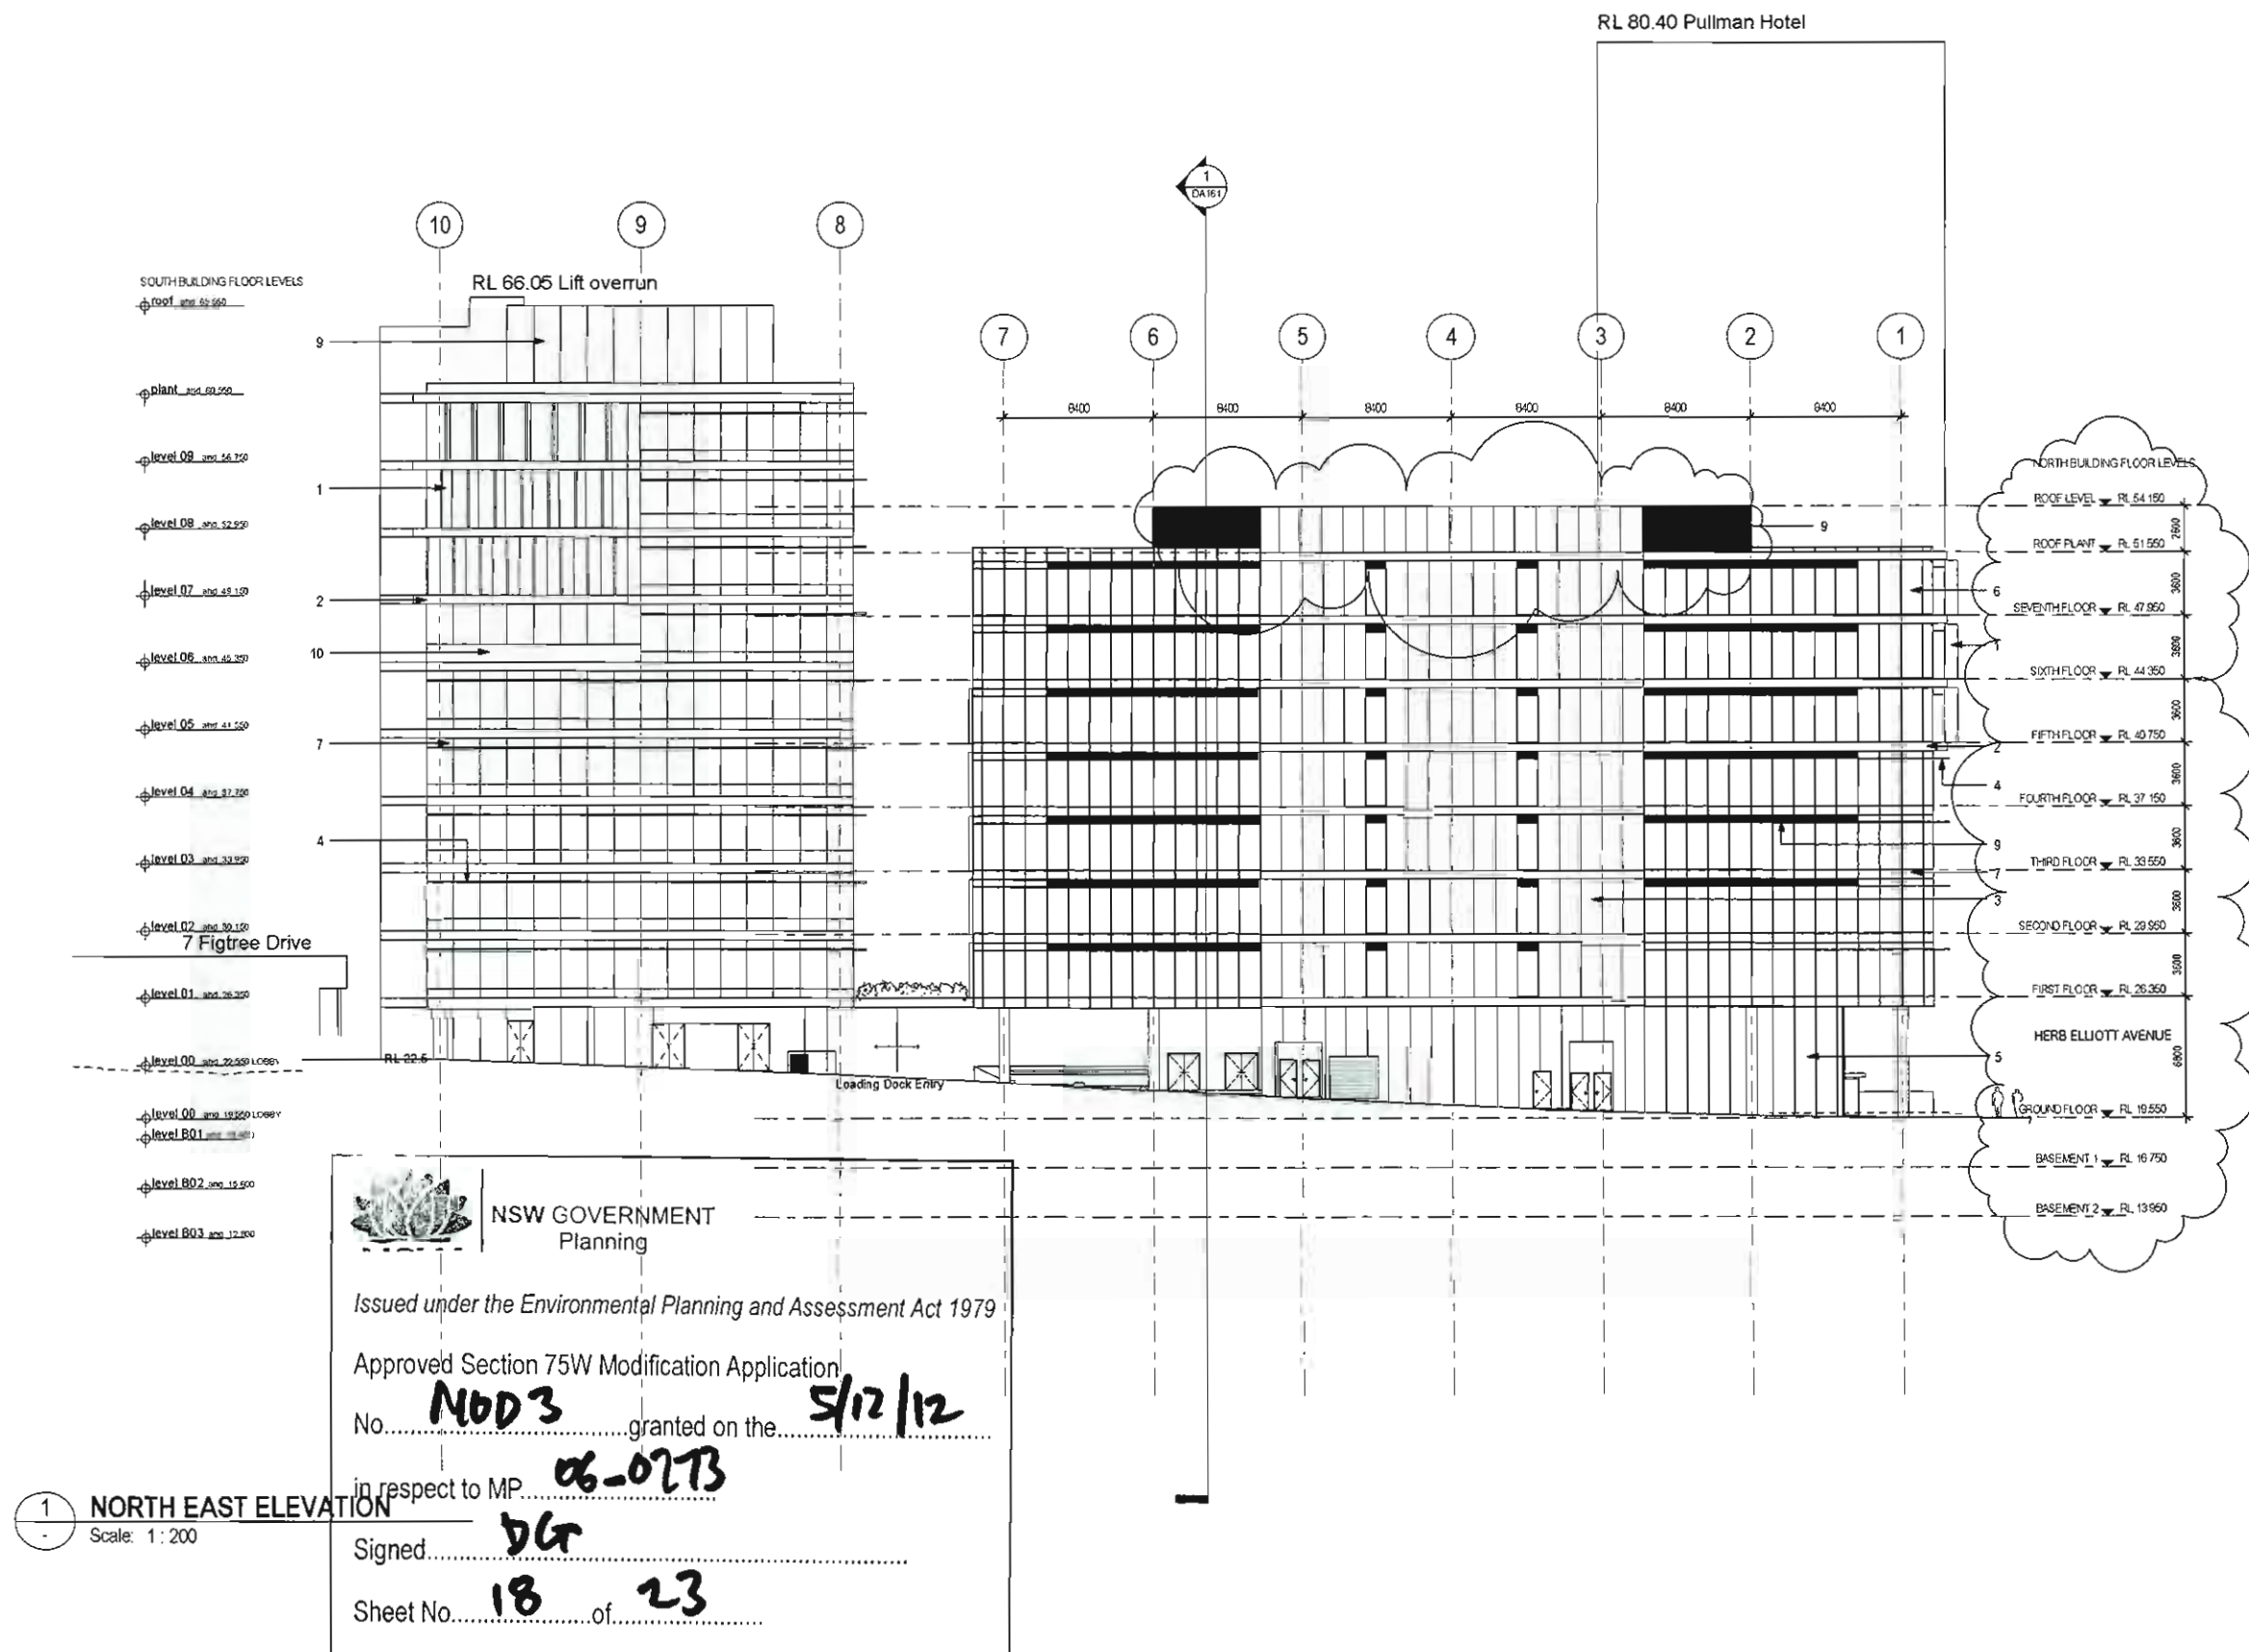 RL 80.40 Pullman Hotel
1
DA161
10
9
8
SOUTH BUILDING FLOOR LEVELS
RL 66.05 Lift overrun
roof
9
7
6
5
4
3
2
1
plant
8400
8400
8400
8400
8400
8400
level 09
1
level 08
level 07
2
level 06
10
level 05
7
level 04
4
level 03
level 02
7 Figtree Drive
level 01
level 00 LOBBY
RL 22.5
Loading Dock Entry
level 00 LOBBY
level B01
level B02
level B03
NORTH BUILDING FLOOR LEVELS
ROOF LEVEL RL 54 150
9
2600
ROOF PLANT RL 51 550
6
3600
SEVENTH FLOOR RL 47 950
3600
SIXTH FLOOR RL 44 350
3600
FIFTH FLOOR RL 40 750
2
4
3600
FOURTH FLOOR RL 37 150
9
3600
THIRD FLOOR RL 33 550
7
3
3600
SECOND FLOOR RL 29 950
3600
FIRST FLOOR RL 26 350
HERB ELLIOTT AVENUE
5
6800
GROUND FLOOR RL 19 550
BASEMENT 1 RL 16 750
BASEMENT 2 RL 13 950
NSW GOVERNMENT
Planning
Issued under the Environmental Planning and Assessment Act 1979
Approved Section 75W Modification Application
No. MOD 3 granted on the 5/12/12
in respect to MP 06-0273
Signed DG
Sheet No. 18 of 23
1
-
NORTH EAST ELEVATION
Scale: 1 : 200